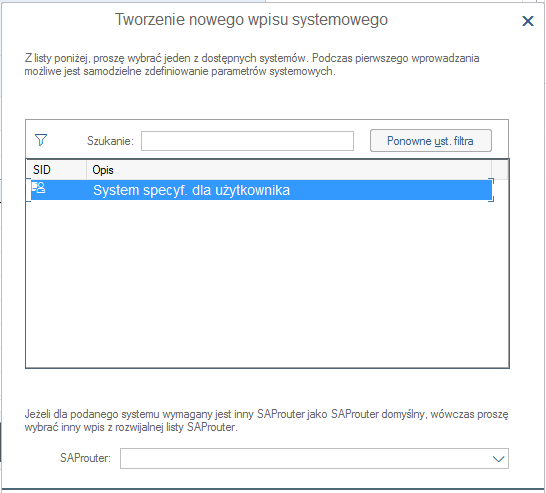 Tworzenie nowego wpisu systemowego
Z listy poniżej, proszę wybrać jeden z dostępnych systemów. Podczas pierwszego wprowadzania
możliwe jest samodzielne zdefiniowanie parametrów systemowych.
Szukanie:
Ponowne ust. filtra
SID Opis
System specyf. dla użytkownika
Jeżeli dla podanego systemu wymagany jest inny SAProuter jako SAProuter domyślny, wówczas proszę
wybrać inny wpis z rozwijalnej listy SAProuter.
SAProuter: